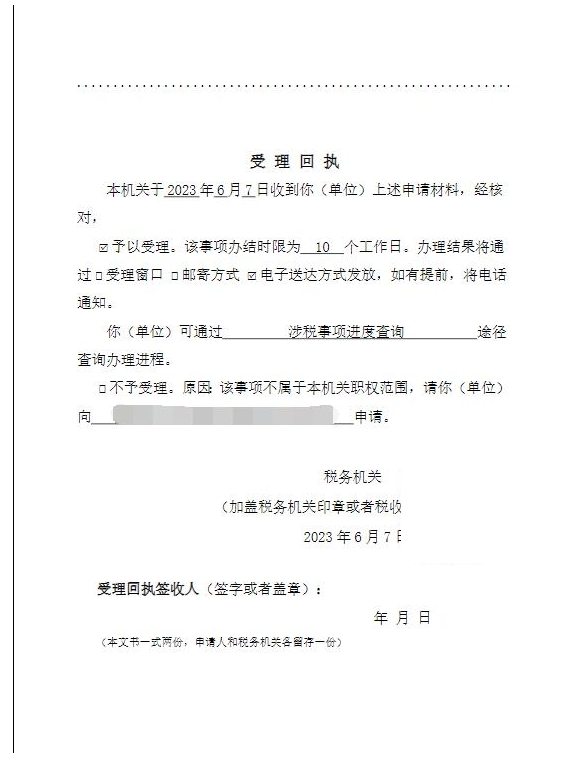 受 理 回 执
本机关于 2023 年 6 月 7 日收到你（单位）上述申请材料，经核
对，
☑ 予以受理。该事项办结时限为 10 个工作日。办理结果将通
过 □ 受理窗口 □ 邮寄方式 ☑ 电子送达方式发放，如有提前，将电话
通知。
你（单位）可通过 涉税事项进度查询 途径
查询办理进程。
□ 不予受理。原因：该事项不属于本机关职权范围，请你（单位）
向 申请。
税务机关
（加盖税务机关印章或者税收
2023 年 6 月 7 日
受理回执签收人（签字或者盖章）：
年 月 日
（本文书一式两份，申请人和税务机关各留存一份）